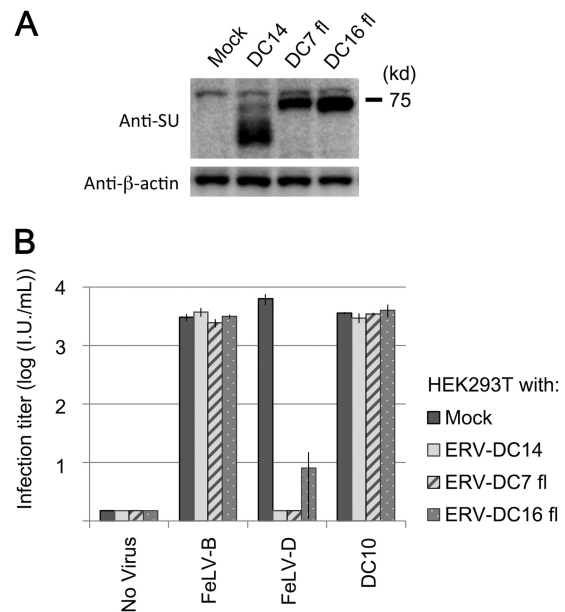 A
Mock
DC14
DC7 fl
DC16 fl
(kd)
75
Anti-SU
Anti-β-actin
B
Infection titer (log (I.U./mL))
4
3
2
1
No Virus
FeLV-B
FeLV-D
DC10
HEK293T with:
Mock
ERV-DC14
ERV-DC7 fl
ERV-DC16 fl